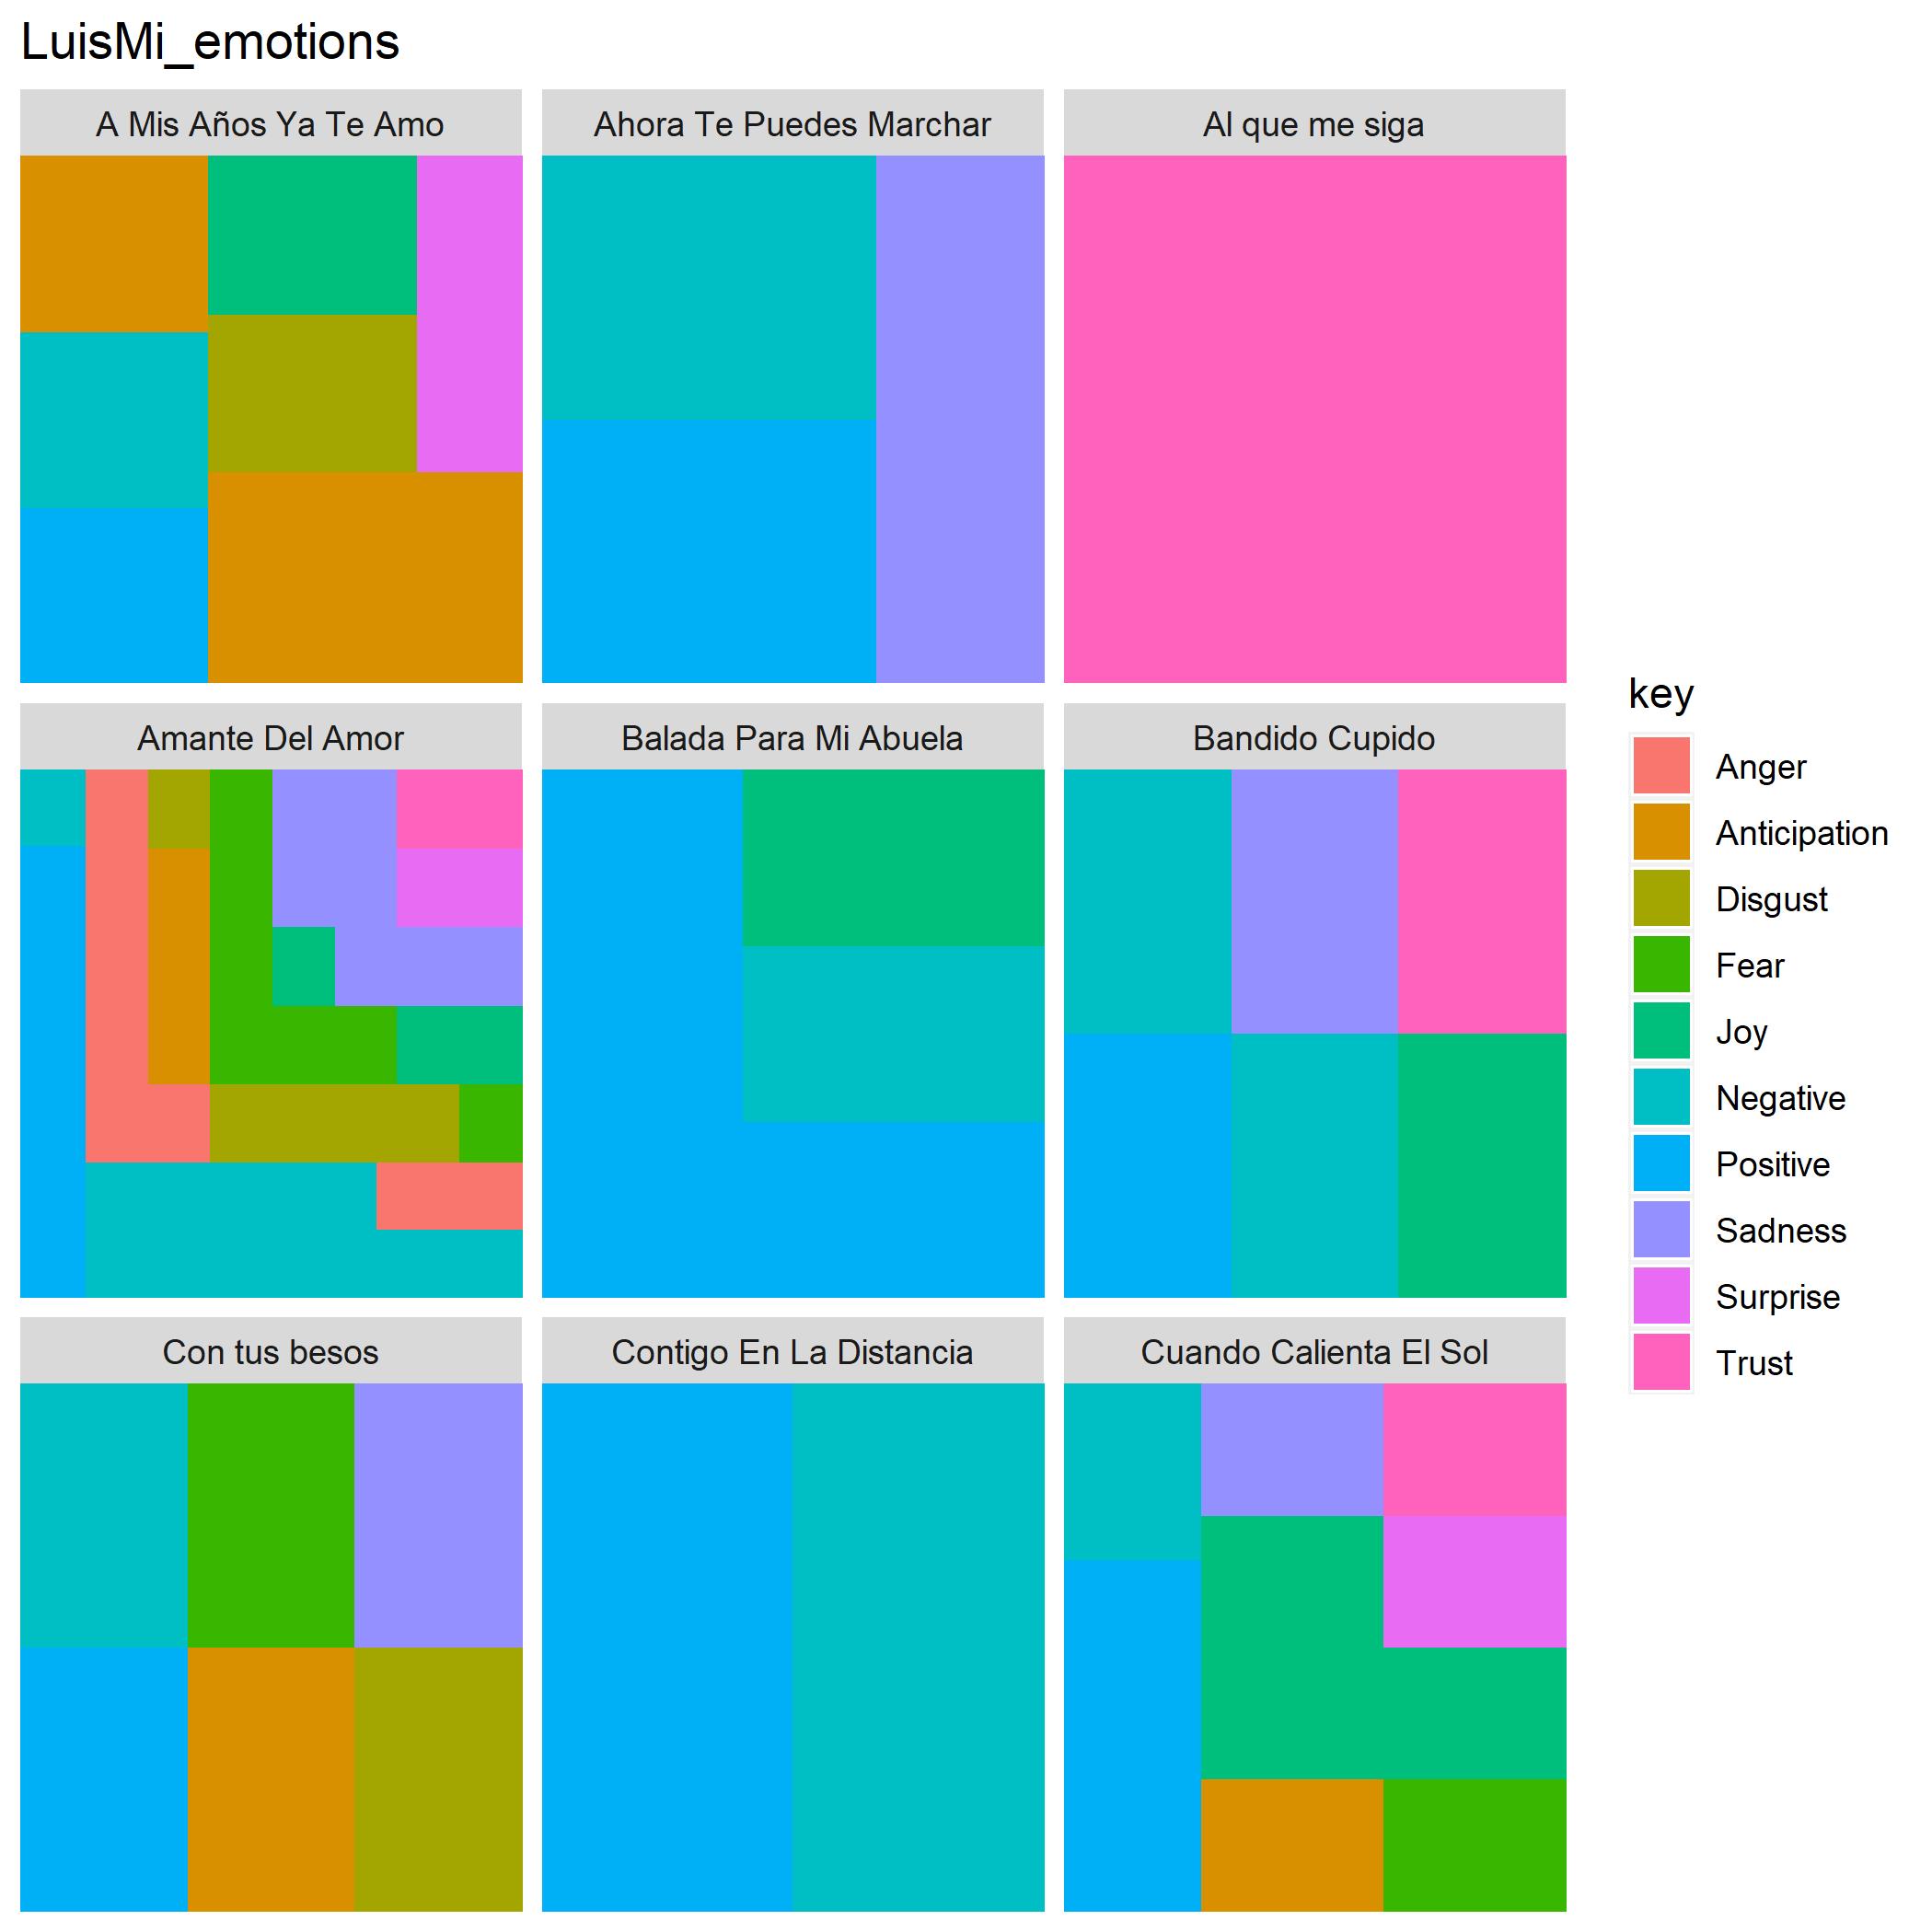 LuisMi_emotions
A Mis Años Ya Te Amo
Ahora Te Puedes Marchar
Al que me siga
Amante Del Amor
Balada Para Mi Abuela
Bandido Cupido
Con tus besos
Contigo En La Distancia
Cuando Calienta El Sol
key
Anger
Anticipation
Disgust
Fear
Joy
Negative
Positive
Sadness
Surprise
Trust